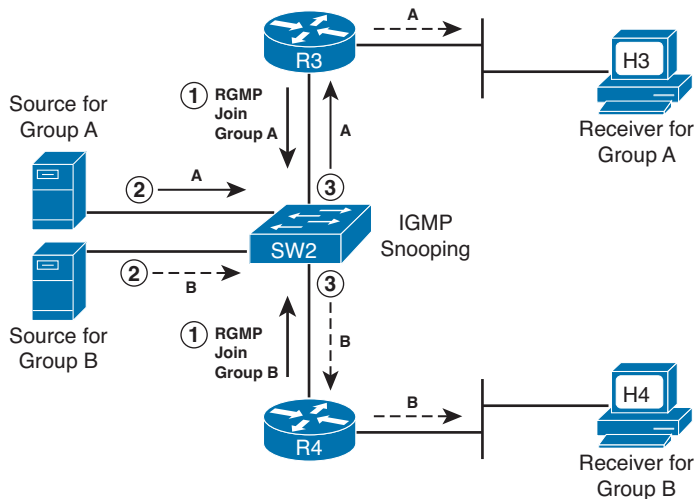 A
R3
H3
1
RGMP
Join
Group A
Source for
Group A
A
Receiver for
Group A
2
A
3
IGMP
Snooping
SW2
2
B
3
Source for
Group B
1
RGMP
Join
Group B
B
B
H4
R4
Receiver for
Group B